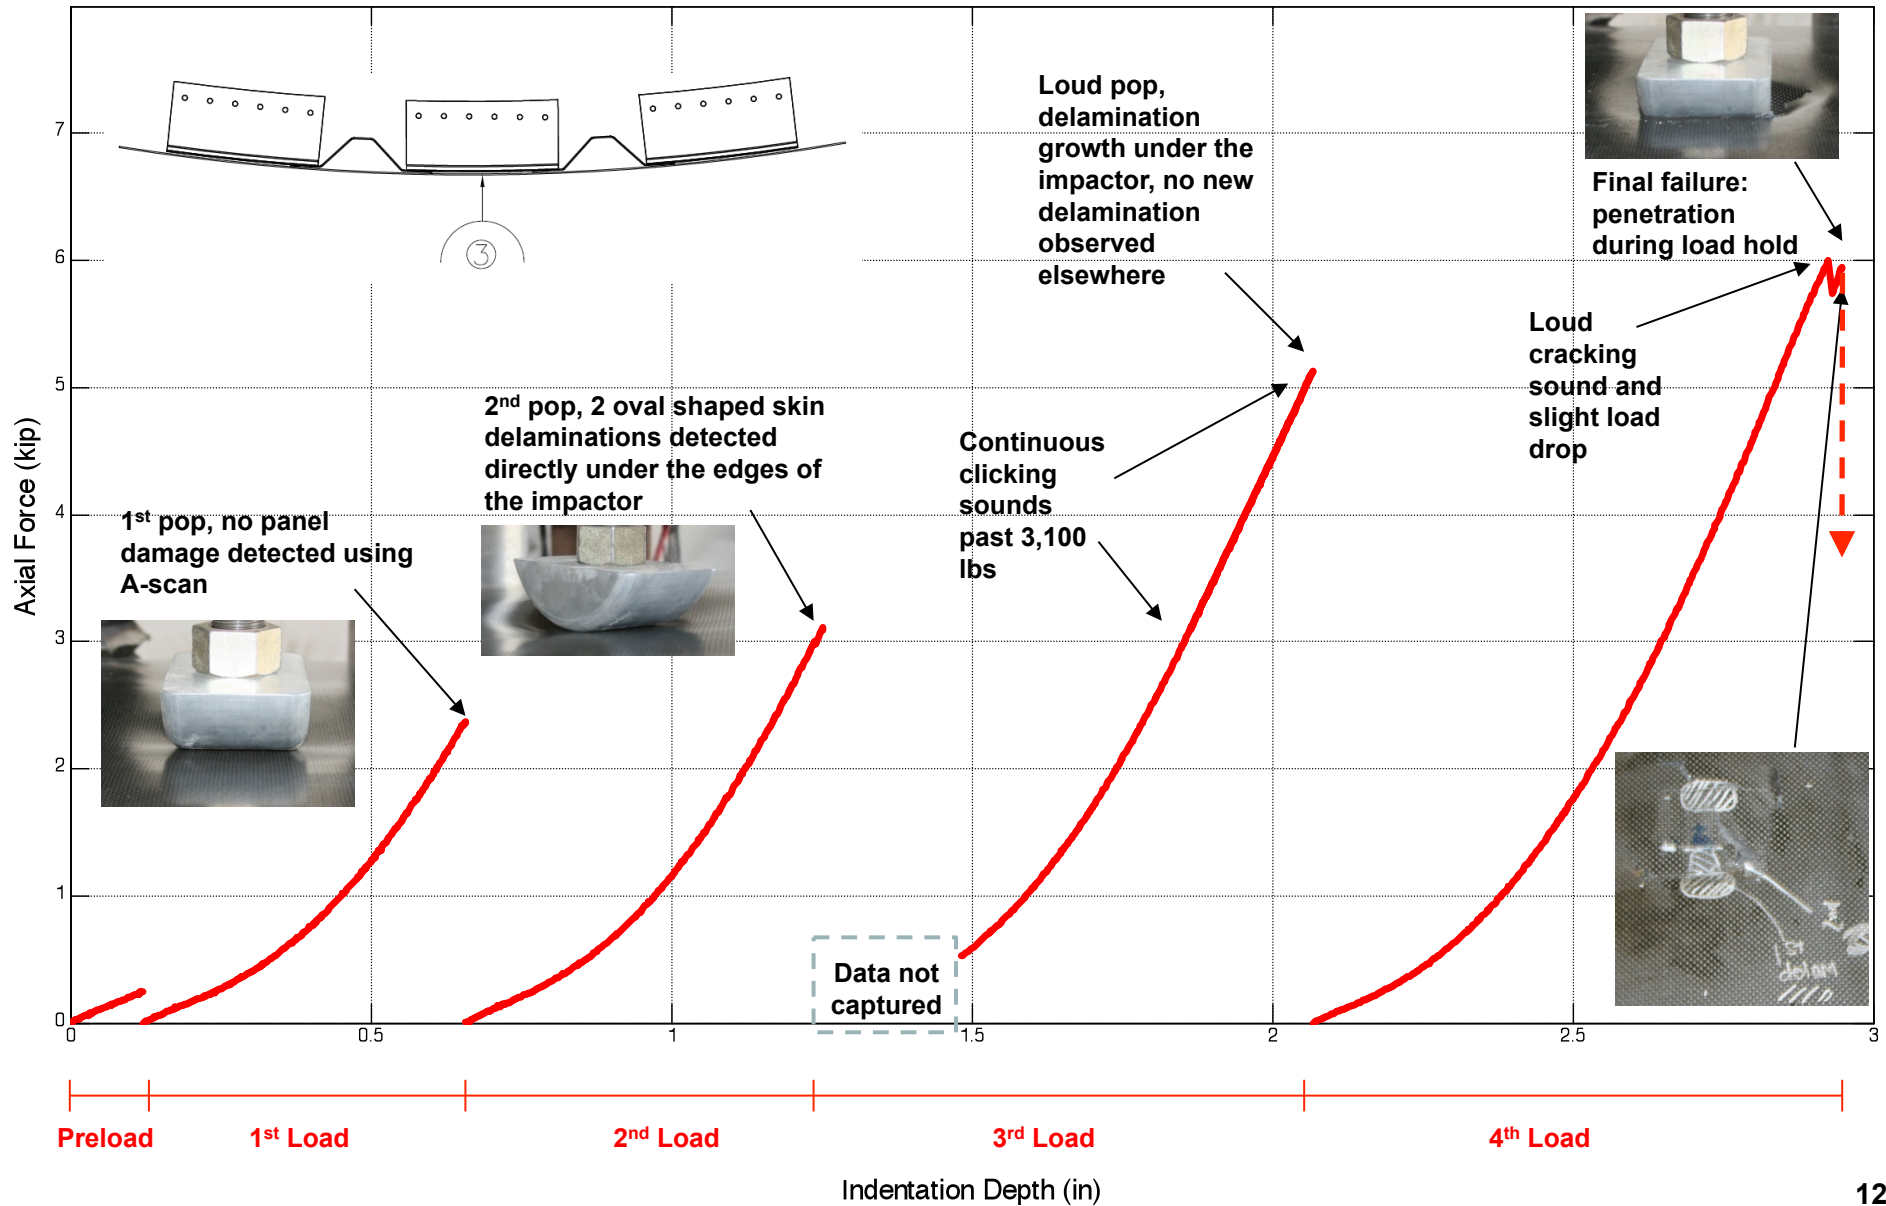 Loud pop,
delamination
growth under the
impactor, no new
delamination
observed
elsewhere
Final failure:
penetration
during load hold
Loud
cracking
sound and
slight load
drop
2nd pop, 2 oval shaped skin
delaminations detected
directly under the edges of
the impactor
Continuous
clicking
sounds
past 3,100
lbs
1st pop, no panel
damage detected using
A-scan
3
Data not
captured
Axial Force (kip)
7
6
5
4
3
2
1
0
0 0.5 1 1.5 2 2.5 3
2nd
1st
delam
Preload 1st Load 2nd Load 3rd Load 4th Load
Indentation Depth (in)
12